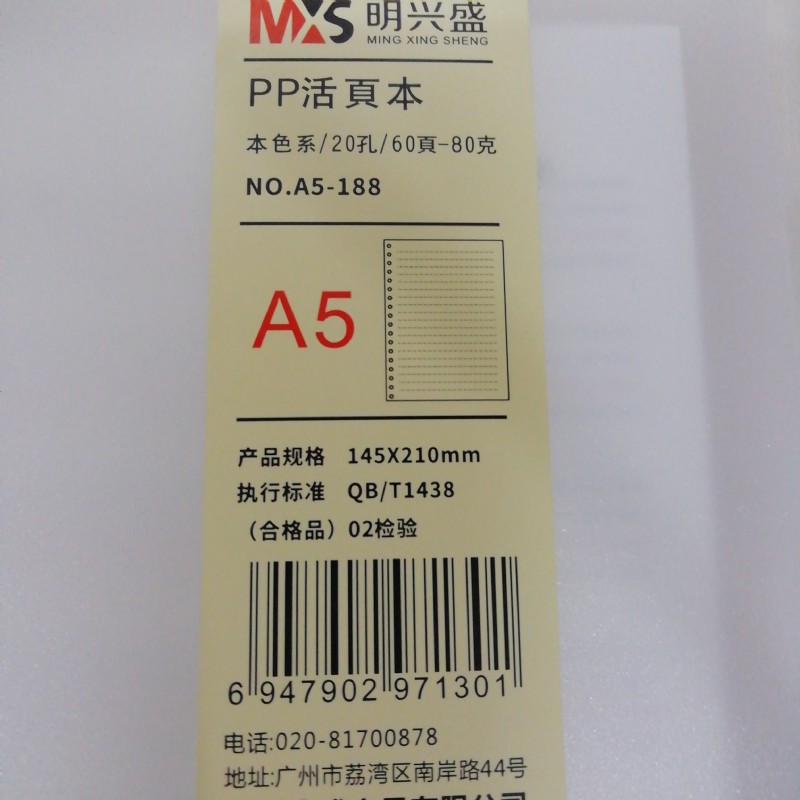 MXS 明兴盛
MING XING SHENG
PP活頁本
本色系/20孔/60頁-80克
NO.A5-188
A5
产品规格 145X210mm
执行标准 QB/T1438
（合格品）02检验
6 947902 971301
电话:020-81700878
地址:广州市荔湾区南岸路44号